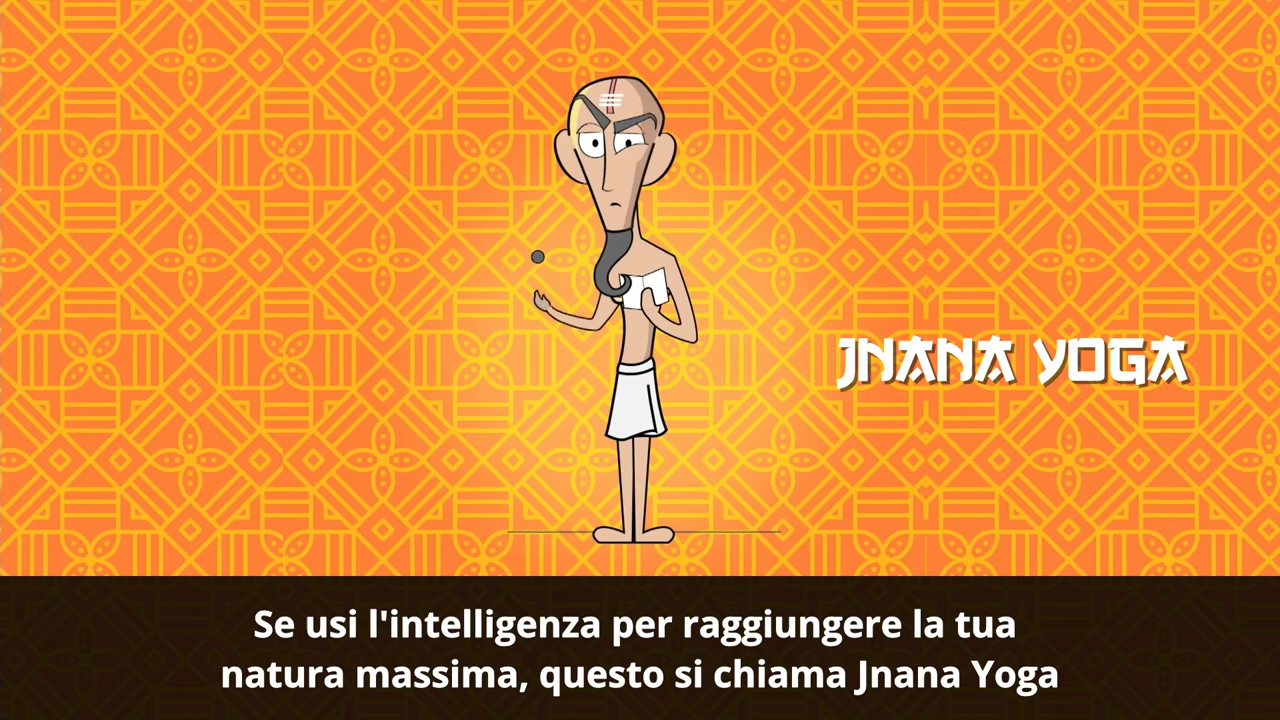 JNANA YOGA
Se usi l'intelligenza per raggiungere la tua
natura massima, questo si chiama Jnana Yoga